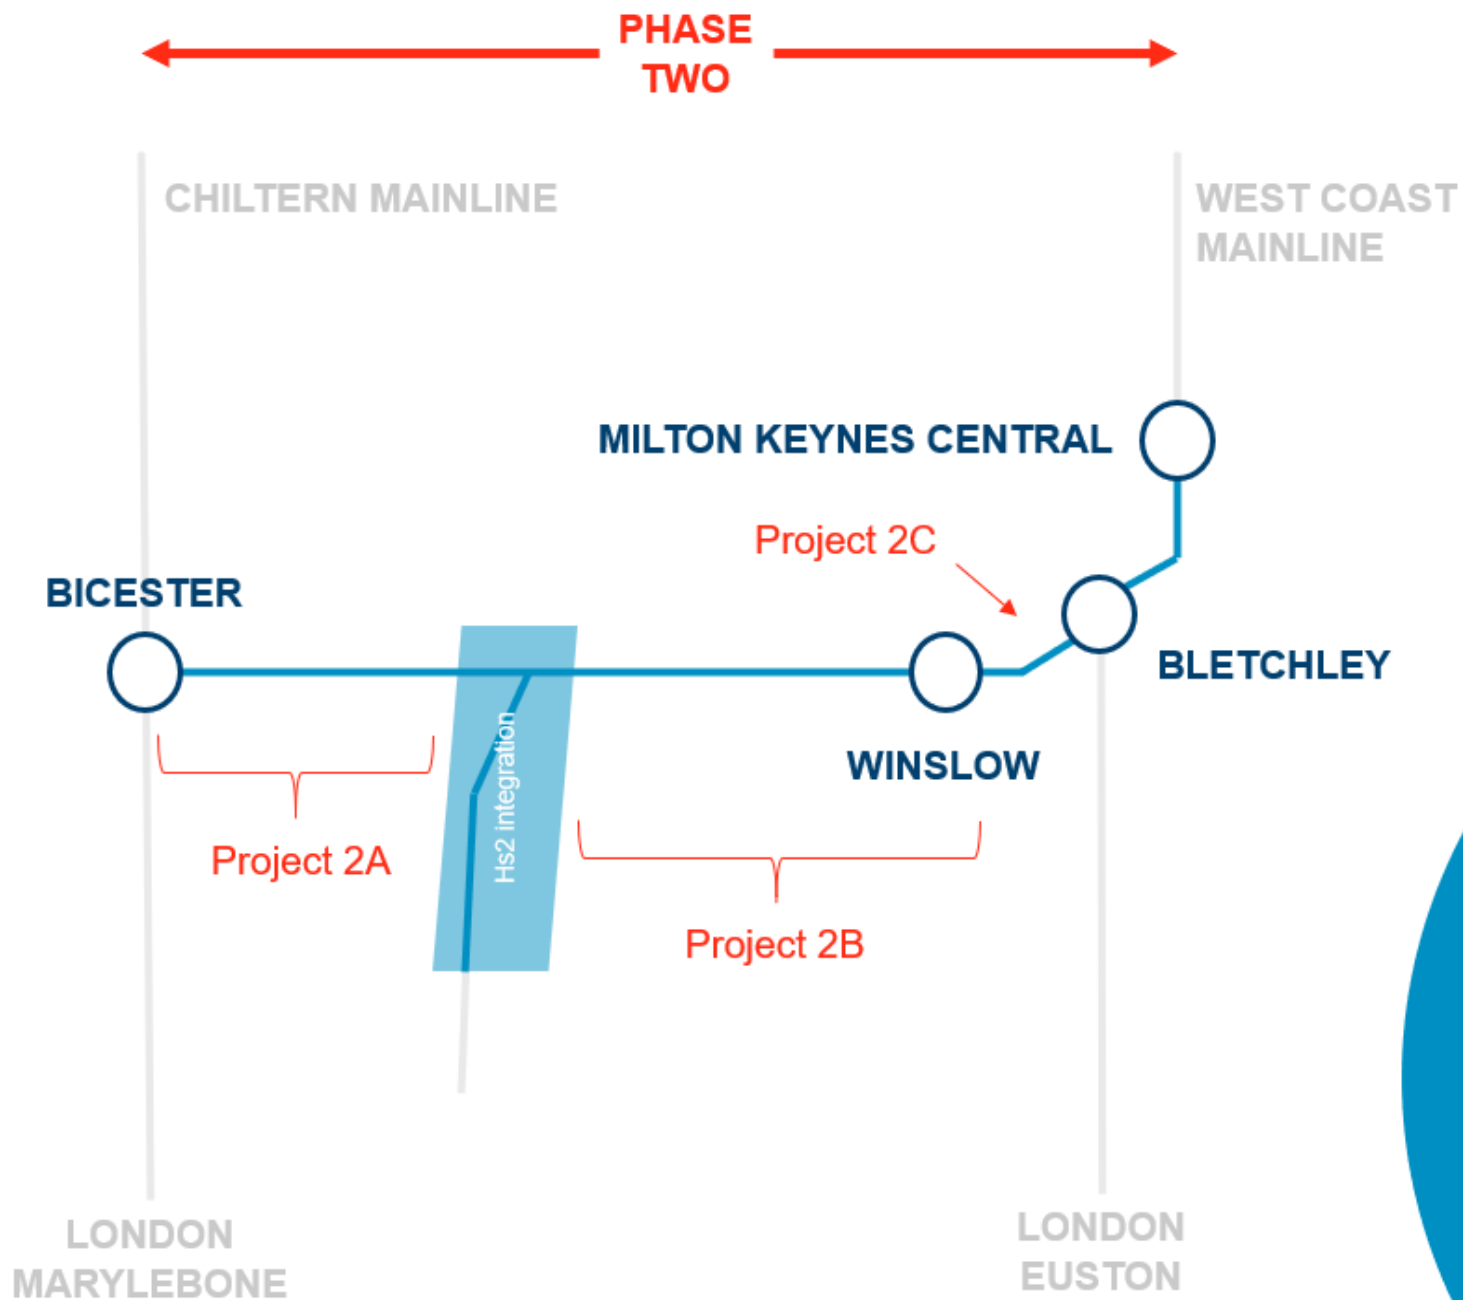 PHASE
TWO
CHILTERN MAINLINE
WEST COAST
MAINLINE
MILTON KEYNES CENTRAL
Project 2C
BICESTER
BLETCHLEY
WINSLOW
Hs2 integration
Project 2A
Project 2B
LONDON
MARYLEBONE
LONDON
EUSTON